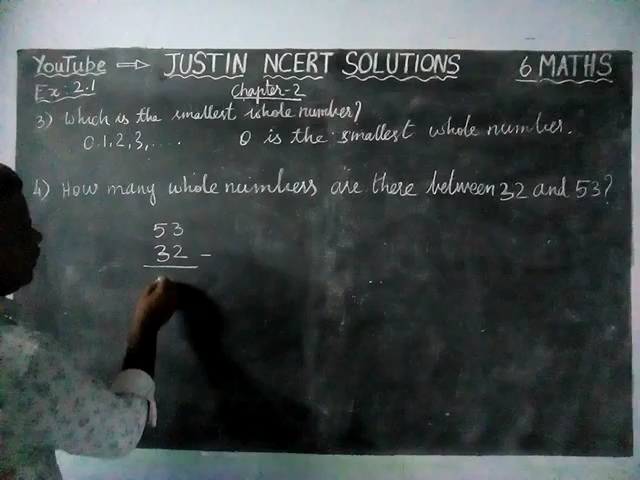 YouTube ⇒ JUSTIN NCERT SOLUTIONS 6 MATHS
Ex: 2.1 Chapter-2
3) Which is the smallest whole number?
0,1,2,3,.... 0 is the smallest whole number.
4) How many whole numbers are there between 32 and 53?
53
32 -